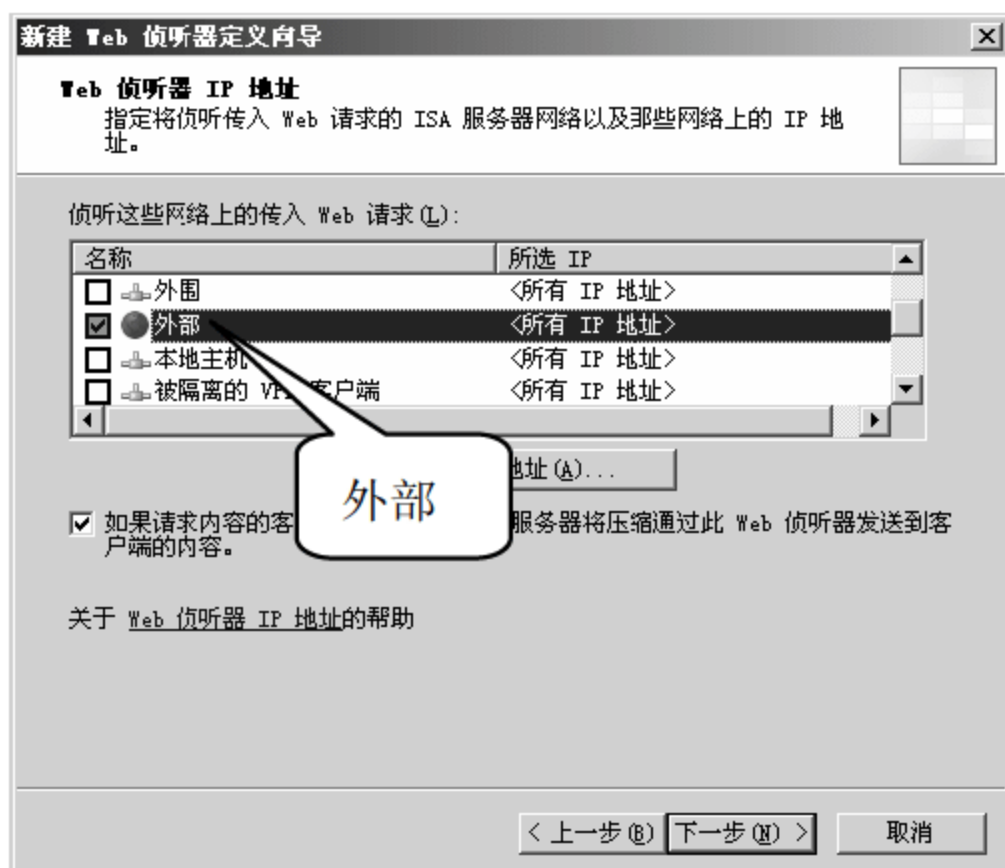 新建 Web 侦听器定义向导
Web 侦听器 IP 地址
指定将侦听传入 Web 请求的 ISA 服务器网络以及那些网络上的 IP 地
址。
侦听这些网络上的传入 Web 请求(L):
名称 所选 IP
外围 <所有 IP 地址>
外部 <所有 IP 地址>
本地主机 <所有 IP 地址>
被隔离的 客户端 <所有 IP 地址>
地址(A)...
外部
如果请求内容的客 服务器将压缩通过此 Web 侦听器发送到客
户端的内容。
关于 Web 侦听器 IP 地址的帮助
< 上一步(B) 下一步(N) > 取消